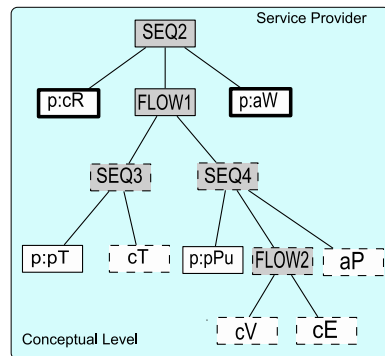 Service Provider
SEQ2
p:cR
FLOW1
p:aW
SEQ3
SEQ4
p:pT
cT
p:pPu
FLOW2
aP
cV
cE
Conceptual Level